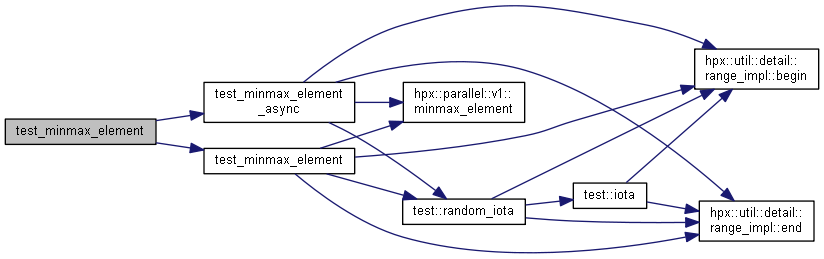 test_minmax_element
test_minmax_element
_async
test_minmax_element
hpx::parallel::v1::
minmax_element
test::random_iota
test::iota
hpx::util::detail::
range_impl::begin
hpx::util::detail::
range_impl::end